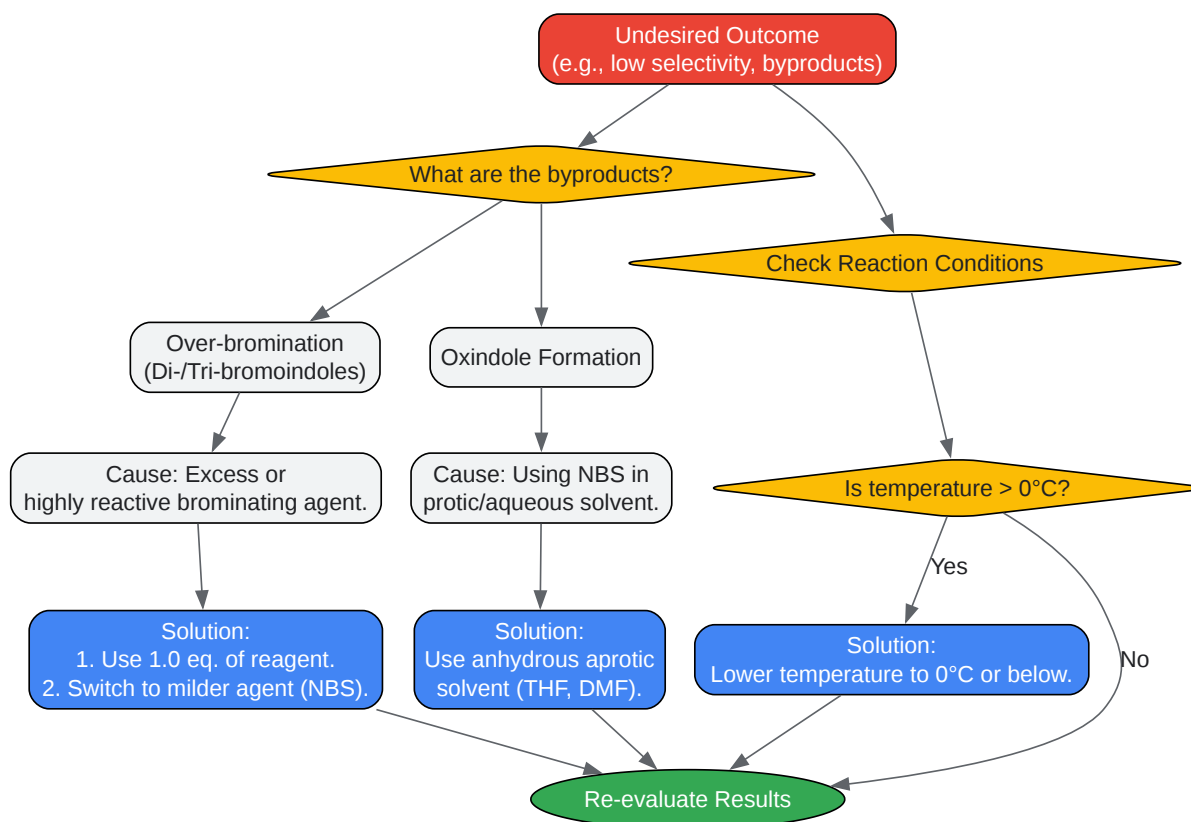 Undesired Outcome
(e.g., low selectivity, byproducts)
What are the byproducts?
Check Reaction Conditions
Over-bromination
(Di-/Tri-bromoindoles)
Oxindole Formation
Cause: Excess or
highly reactive brominating agent.
Cause: Using NBS in
protic/aqueous solvent.
Is temperature > 0°C?
Yes
No
Solution:
1. Use 1.0 eq. of reagent.
2. Switch to milder agent (NBS).
Solution:
Use anhydrous aprotic
solvent (THF, DMF).
Solution:
Lower temperature to 0°C or below.
Re-evaluate Results